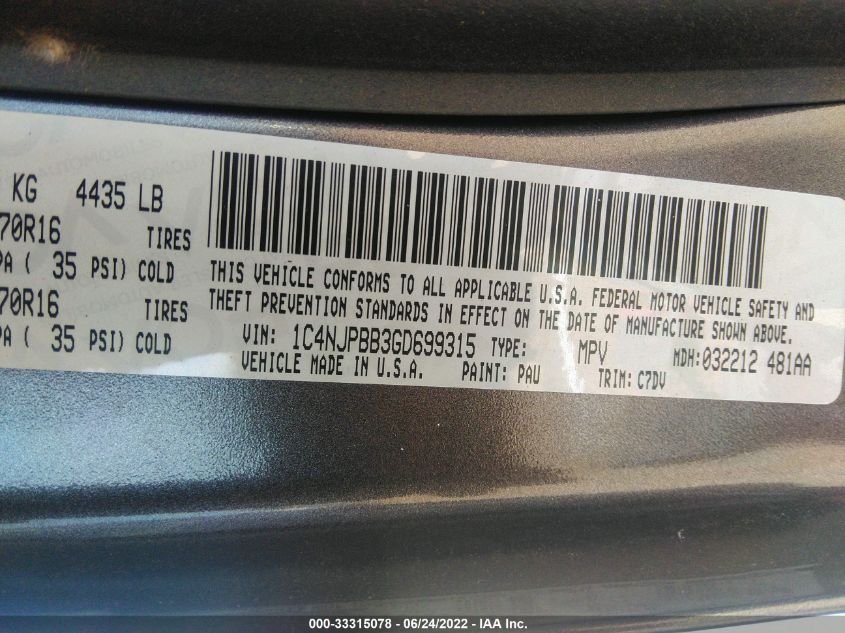 KG 4435 LB
70R16 TIRES
PA ( 35 PSI) COLD
70R16 TIRES
PA ( 35 PSI) COLD
THIS VEHICLE CONFORMS TO ALL APPLICABLE U.S.A. FEDERAL MOTOR VEHICLE SAFETY AND
THEFT PREVENTION STANDARDS IN EFFECT ON THE DATE OF MANUFACTURE SHOWN ABOVE.
VIN: 1C4NJPBB3GD699315 TYPE: MPV MDH:032212 481AA
VEHICLE MADE IN U.S.A. PAINT: PAU TRIM: C7DV
000-33315078 - 06/24/2022 - IAA Inc.